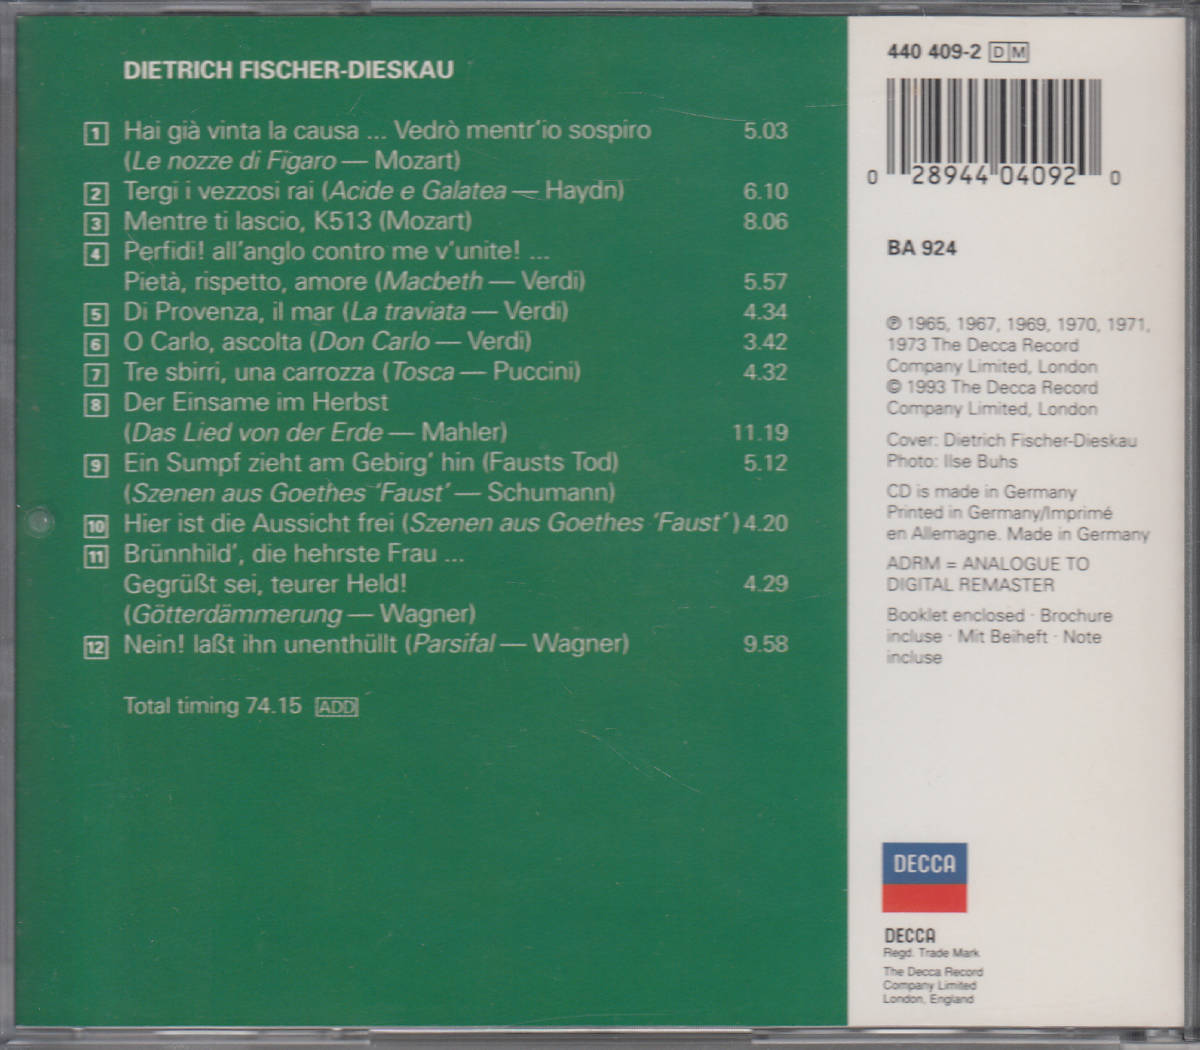 DIETRICH FISCHER-DIESKAU
1 Hai già vinta la causa ... Vedrò mentr'io sospiro 5.03
(Le nozze di Figaro — Mozart)
2 Tergi i vezzosi rai (Acide e Galatea — Haydn) 6.10
3 Mentre ti lascio, K513 (Mozart) 8.06
4 Perfidi! all'anglo contro me v'unite! ...
Pietà, rispetto, amore (Macbeth — Verdi) 5.57
5 Di Provenza, il mar (La traviata — Verdi) 4.34
6 O Carlo, ascolta (Don Carlo — Verdi) 3.42
7 Tre sbirri, una carrozza (Tosca — Puccini) 4.32
8 Der Einsame im Herbst
(Das Lied von der Erde — Mahler) 11.19
9 Ein Sumpf zieht am Gebirg' hin (Fausts Tod) 5.12
(Szenen aus Goethes 'Faust' — Schumann)
10 Hier ist die Aussicht frei (Szenen aus Goethes 'Faust') 4.20
11 Brünnhild', die hehrste Frau ...
Gegrüßt sei, teurer Held! 4.29
(Götterdämmerung — Wagner)
12 Nein! laßt ihn unenthüllt (Parsifal — Wagner) 9.58
Total timing 74.15 ADD
440 409-2 DM
0 28944 04092 0
BA 924
℗ 1965, 1967, 1969, 1970, 1971,
1973 The Decca Record
Company Limited, London
© 1993 The Decca Record
Company Limited, London
Cover: Dietrich Fischer-Dieskau
Photo: Ilse Buhs
CD is made in Germany
Printed in Germany/Imprimé
en Allemagne. Made in Germany
ADRM = ANALOGUE TO
DIGITAL REMASTER
Booklet enclosed · Brochure
incluse · Mit Beiheft · Note
incluse
DECCA
DECCA
Regd. Trade Mark
The Decca Record
Company Limited
London, England